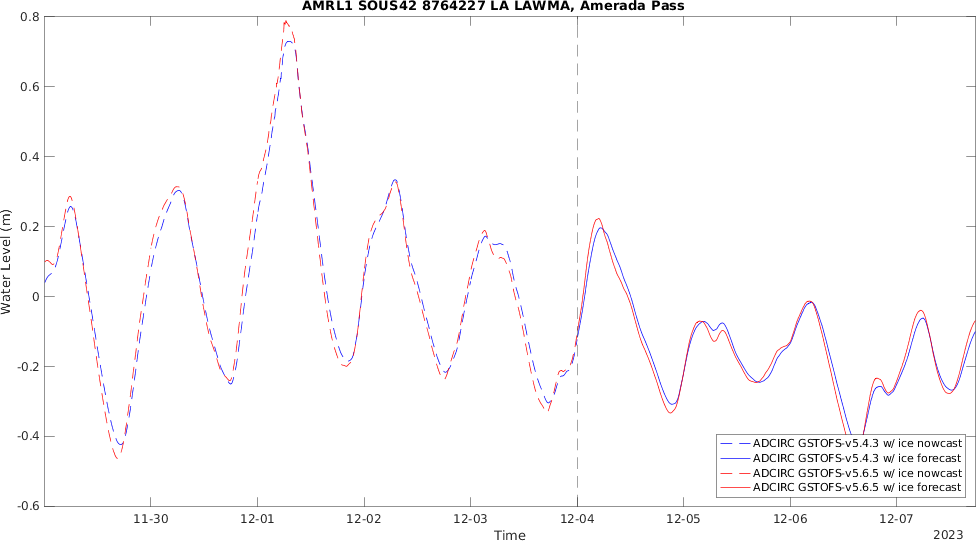 AMRL1 SOUS42 8764227 LA LAWMA, Amerada Pass
0.8
0.6
0.4
0.2
0
-0.2
-0.4
-0.6
Water Level (m)
ADCIRC GSTOFS-v5.4.3 w/ ice nowcast
ADCIRC GSTOFS-v5.4.3 w/ ice forecast
ADCIRC GSTOFS-v5.6.5 w/ ice nowcast
ADCIRC GSTOFS-v5.6.5 w/ ice forecast
11-30 12-01 12-02 12-03 12-04 12-05 12-06 12-07
Time
2023